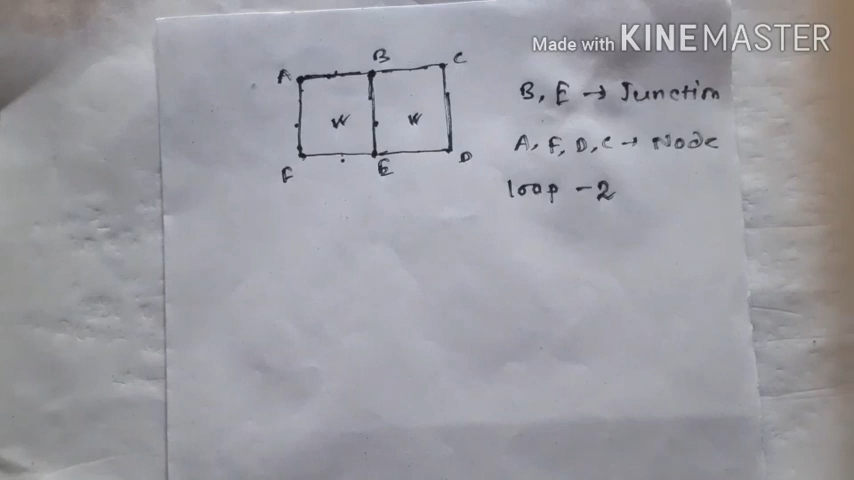 Made with KINEMASTER
A B C
W W
F E D
B, E → Junction
A, F, D, C → Node
loop - 2